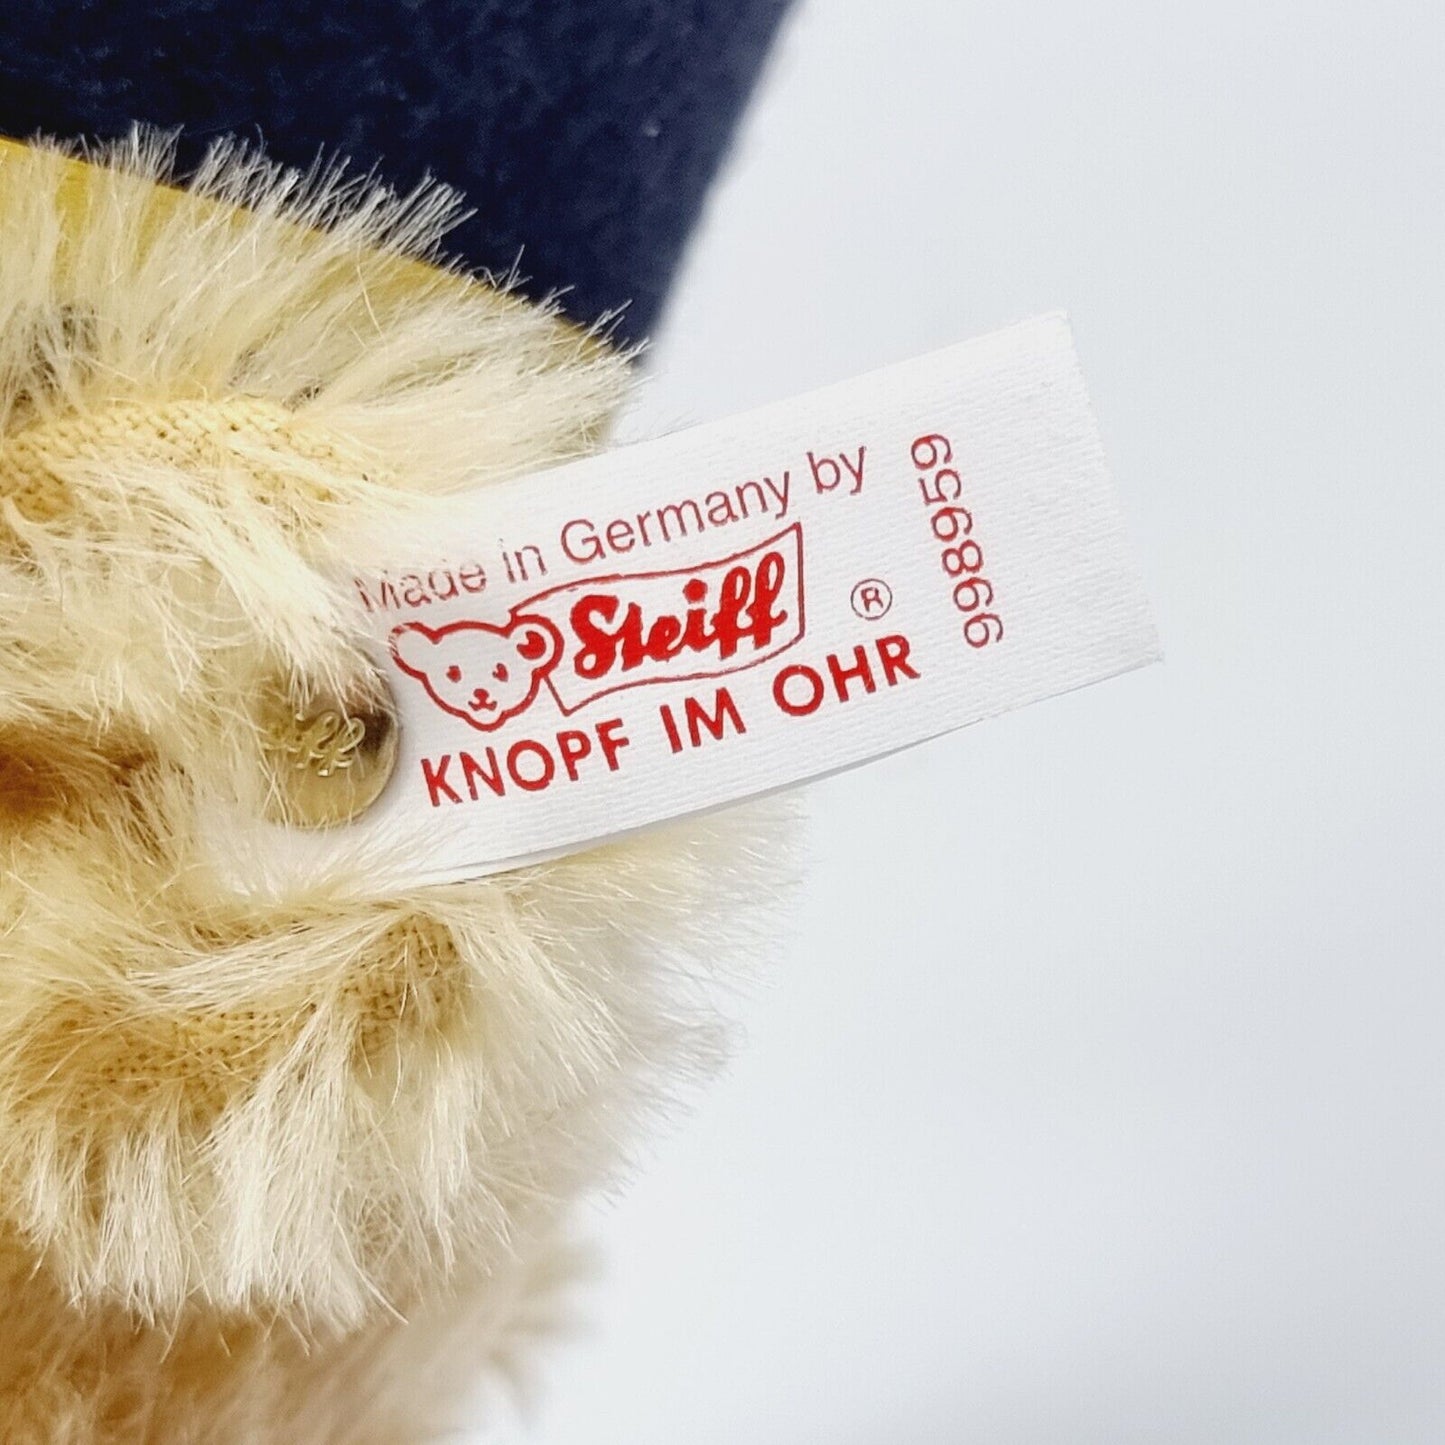 Made in Germany by
Steiff ®
KNOPF IM OHR
998959